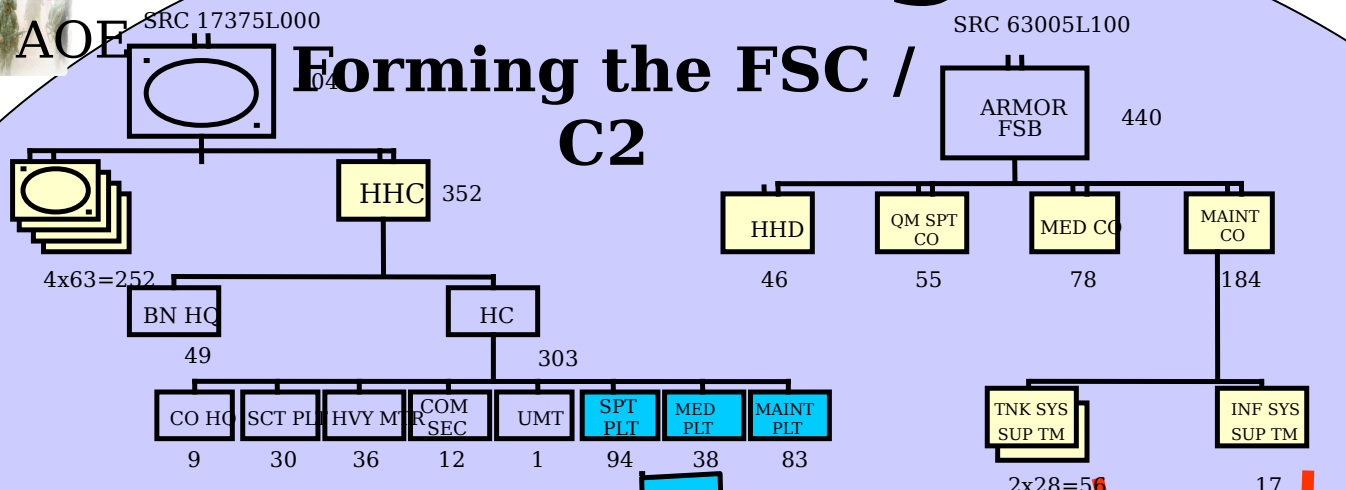 AOE
SRC 17375L000
SRC 63005L100
Forming the FSC /
C2
04
ARMOR
FSB
440
HHC
352
HHD
QM SPT
CO
MED CO
MAINT
CO
4x63=252
46
55
78
184
BN HQ
HC
49
303
CO HQ
SCT PLT
HVY MTR
COM
SEC
UMT
SPT
PLT
MED
PLT
MAINT
PLT
TNK SYS
SUP TM
INF SYS
SUP TM
9
30
36
12
1
94
38
83
2x28=56
17